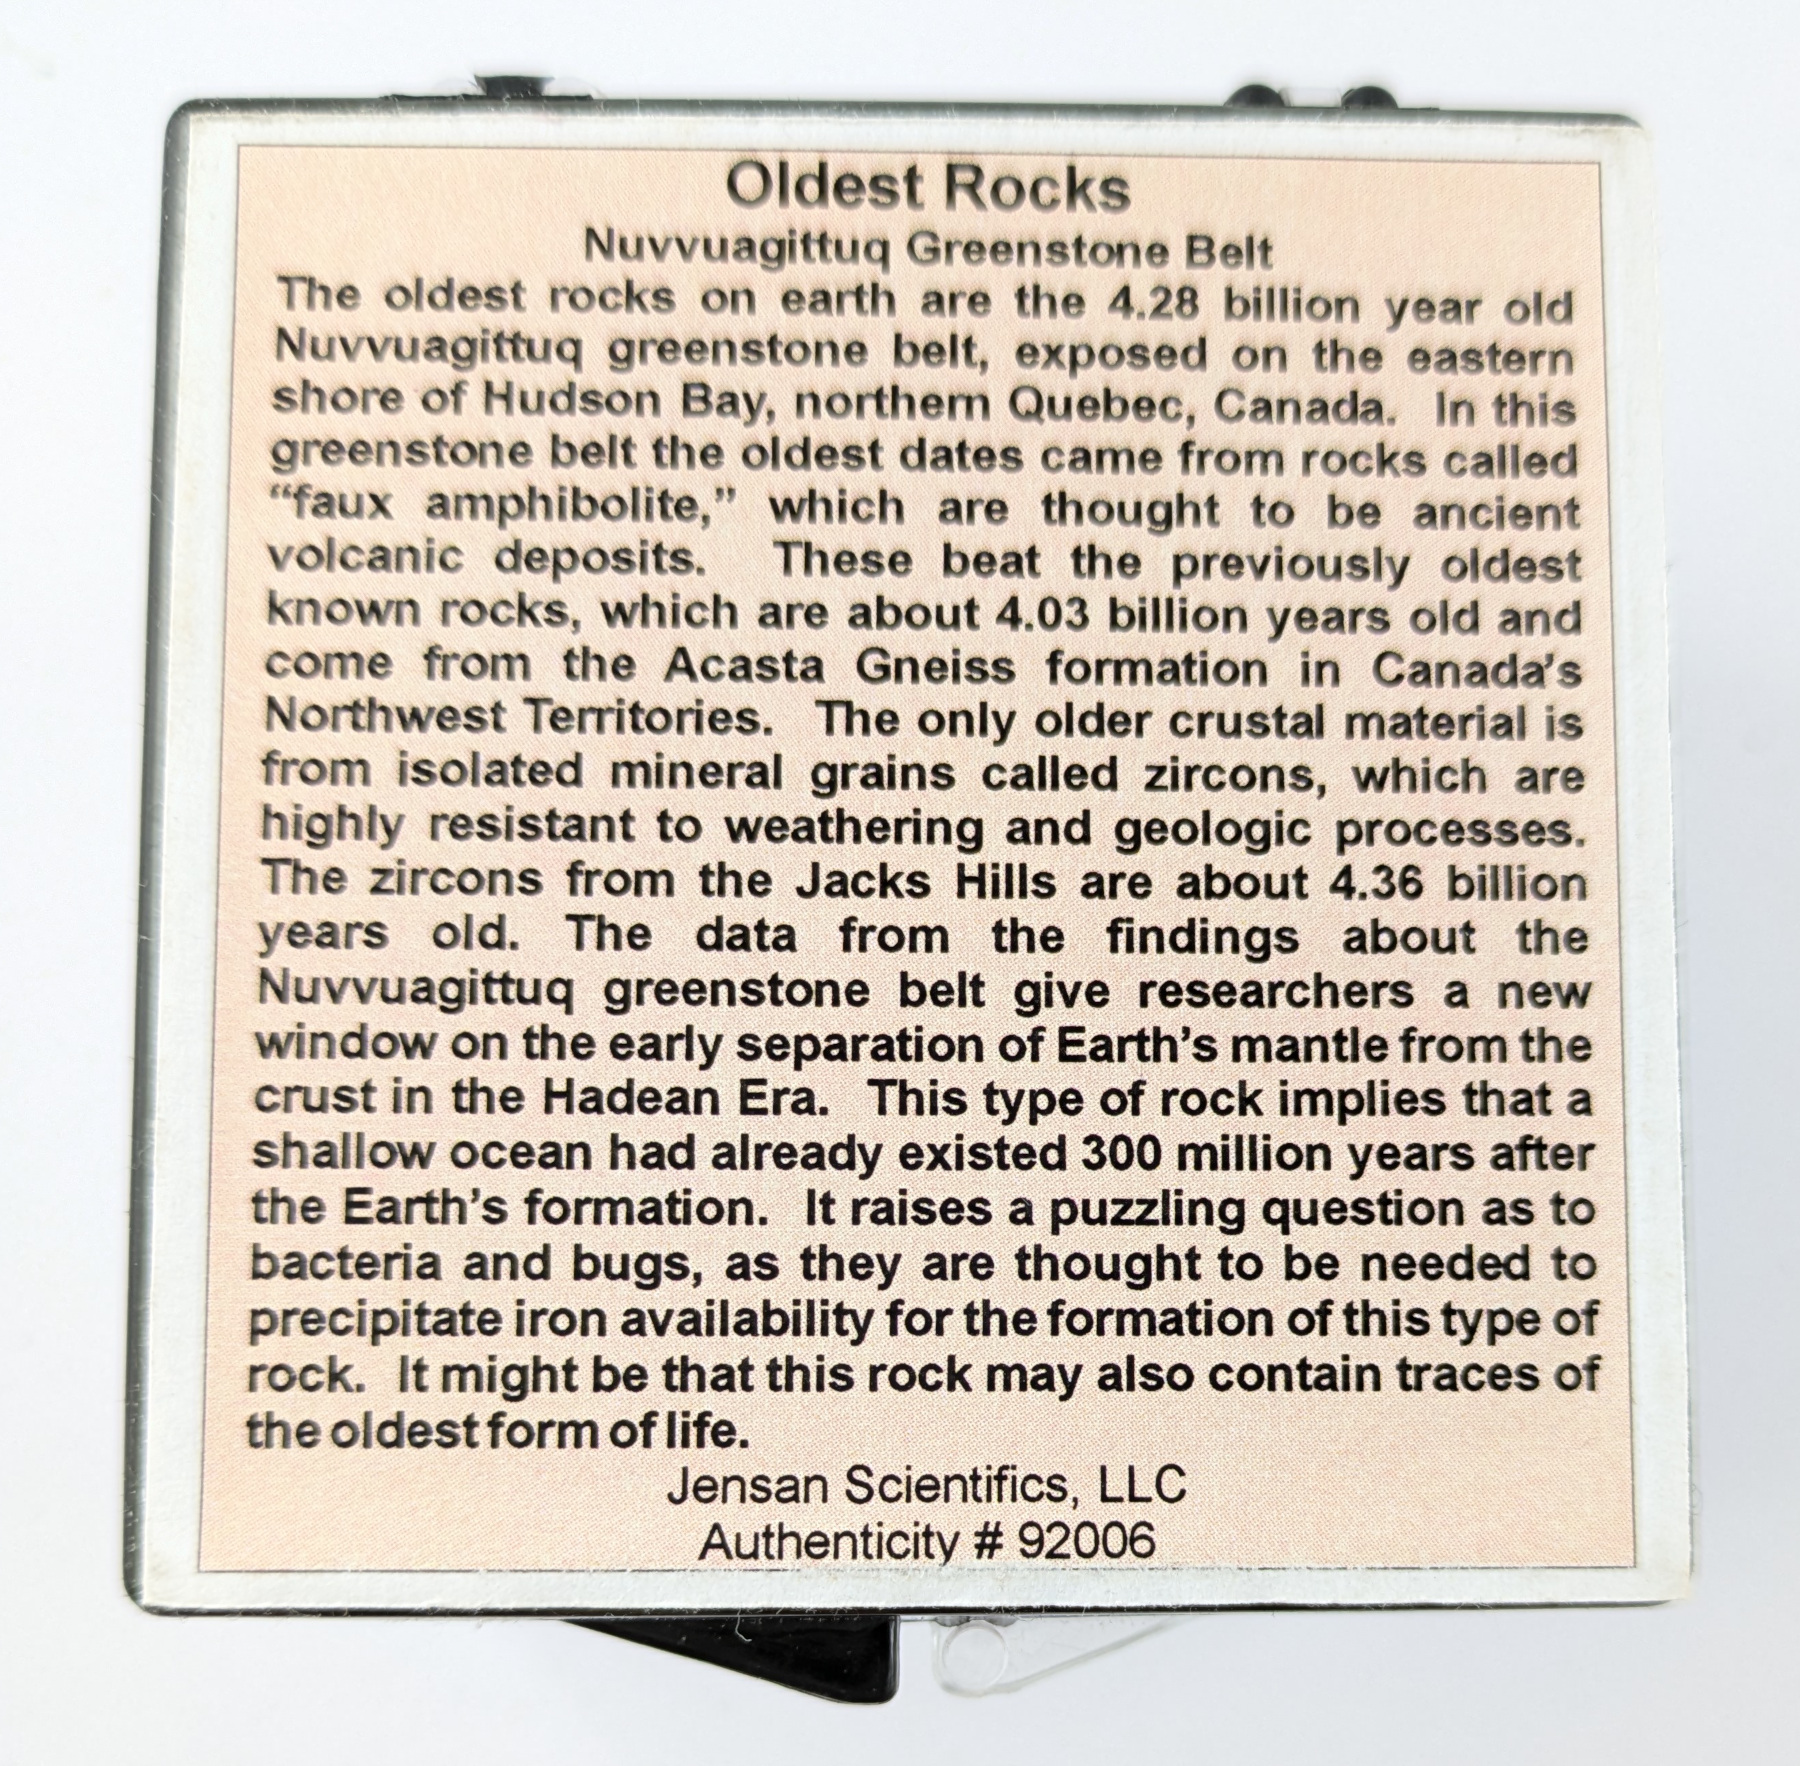 Oldest Rocks
Nuvvuagittuq Greenstone Belt
The oldest rocks on earth are the 4.28 billion year old
Nuvvuagittuq greenstone belt, exposed on the eastern
shore of Hudson Bay, northern Quebec, Canada. In this
greenstone belt the oldest dates came from rocks called
“faux amphibolite,” which are thought to be ancient
volcanic deposits. These beat the previously oldest
known rocks, which are about 4.03 billion years old and
come from the Acasta Gneiss formation in Canada’s
Northwest Territories. The only older crustal material is
from isolated mineral grains called zircons, which are
highly resistant to weathering and geologic processes.
The zircons from the Jacks Hills are about 4.36 billion
years old. The data from the findings about the
Nuvvuagittuq greenstone belt give researchers a new
window on the early separation of Earth’s mantle from the
crust in the Hadean Era. This type of rock implies that a
shallow ocean had already existed 300 million years after
the Earth’s formation. It raises a puzzling question as to
bacteria and bugs, as they are thought to be needed to
precipitate iron availability for the formation of this type of
rock. It might be that this rock may also contain traces of
the oldest form of life.
Jensan Scientifics, LLC
Authenticity # 92006